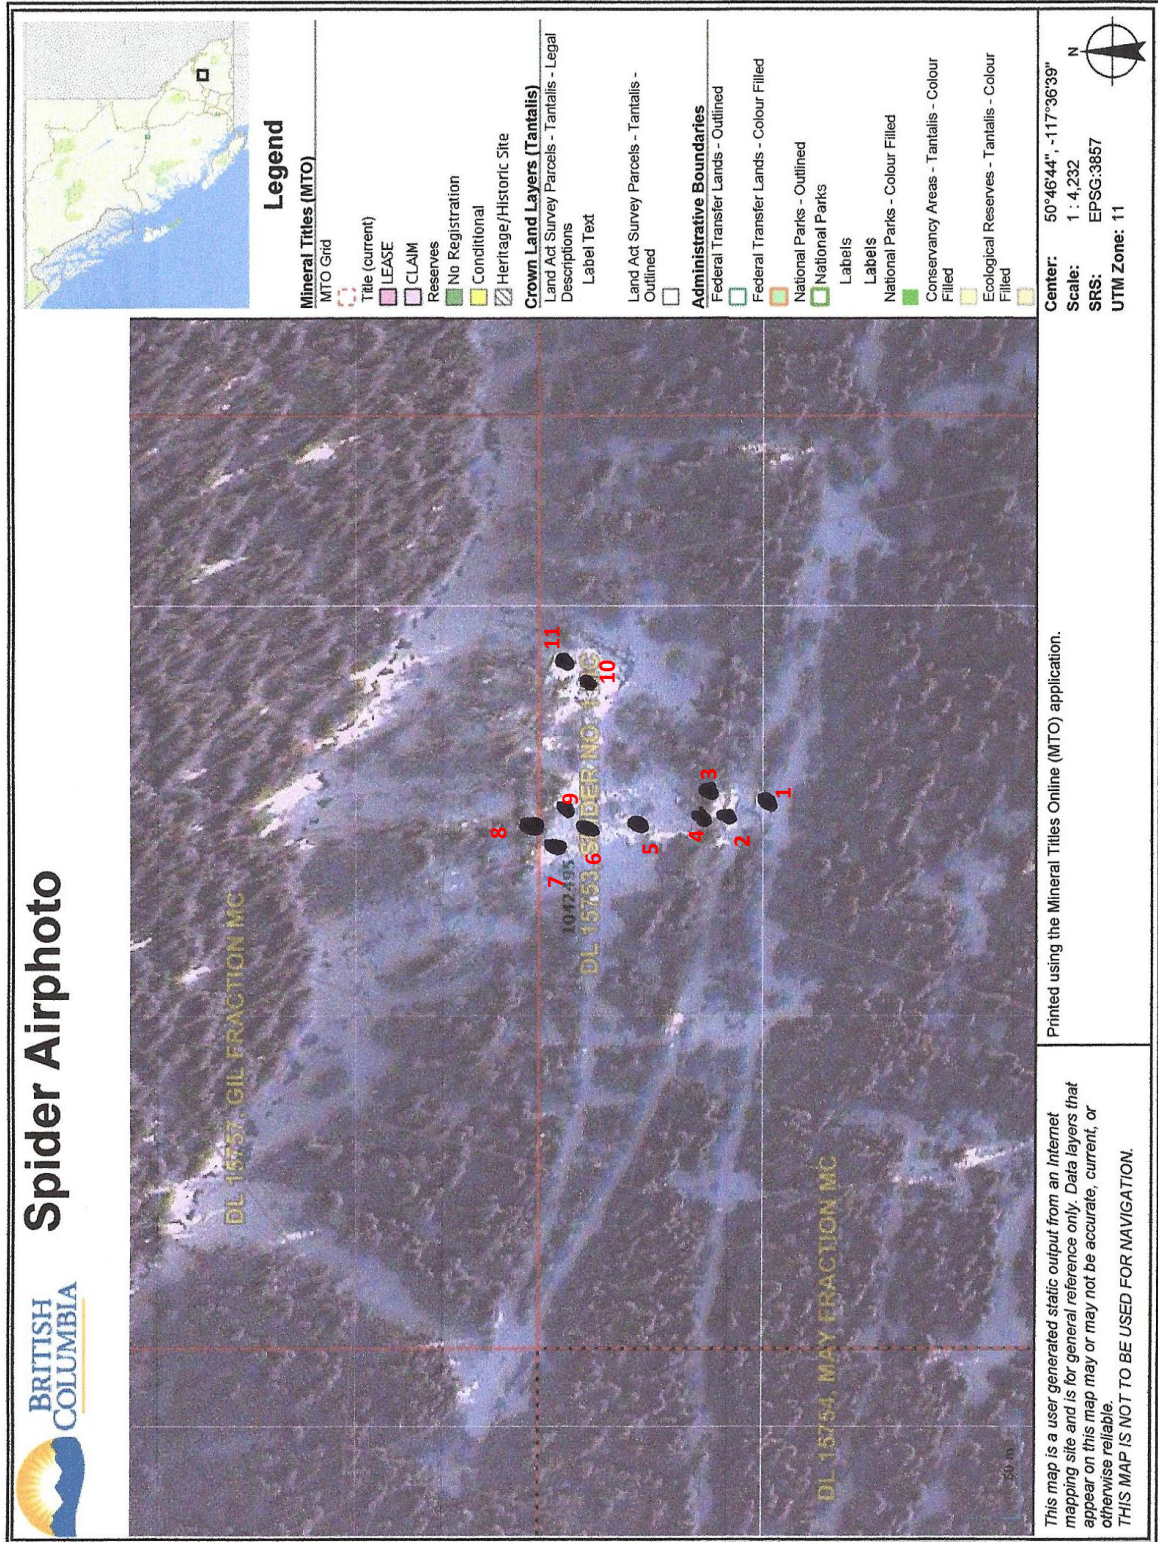 BRITISH
COLUMBIA
Spider Airphoto
Legend
Mineral Titles (MTO)
MTO Grid
Title (current)
LEASE
CLAIM
Reserves
No Registration
Conditional
Heritage/Historic Site
Crown Land Layers (Tantalis)
Land Act Survey Parcels - Tantalis - Legal
Descriptions
Label Text
Land Act Survey Parcels - Tantalis -
Outlined
Administrative Boundaries
Federal Transfer Lands - Outlined
Federal Transfer Lands - Colour Filled
National Parks - Outlined
National Parks
Labels
Labels
National Parks - Colour Filled
Conservancy Areas - Tantalis - Colour
Filled
Ecological Reserves - Tantalis - Colour
Filled
DL 15757, GIL FRACTION MC
8
7
9
11
1042495
6
10
DL 15753, SPIDER NO. 1 MC
5
4
3
2
1
DL 15754, MAY FRACTION MC
50 m
This map is a user generated static output from an Internet
mapping site and is for general reference only. Data layers that
appear on this map may or may not be accurate, current, or
otherwise reliable.
THIS MAP IS NOT TO BE USED FOR NAVIGATION.
Printed using the Mineral Titles Online (MTO) application.
Center: 50°46'44", -117°36'39"
Scale: 1 : 4,232
SRS: EPSG:3857
UTM Zone: 11
N